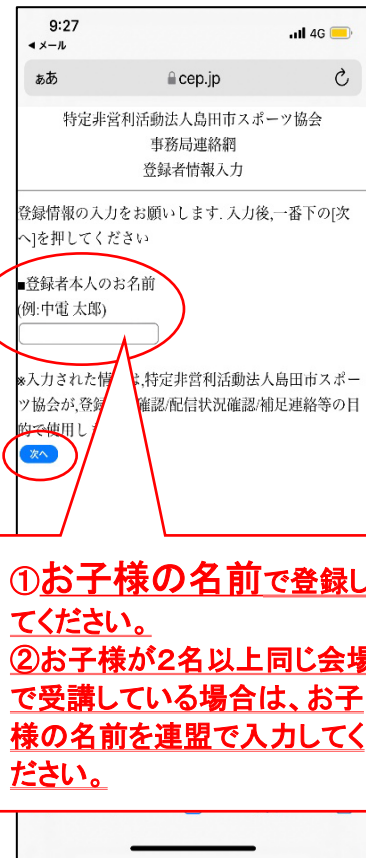 9:27
4G
◀ メール
ああ
cep.jp
特定非営利活動法人島田市スポーツ協会
事務局連絡網
登録者情報入力
登録情報の入力をお願いします. 入力後,一番下の[次
へ]を押してください
■登録者本人のお名前
(例:中電 太郎)
※入力された情 は,特定非営利活動法人島田市スポー
ツ協会が,登録 確認/配信状況確認/補足連絡等の目
的で使用し
次へ
①お子様の名前で登録し
てください。
②お子様が2名以上同じ会場
で受講している場合は、お子
様の名前を連盟で入力してく
ださい。